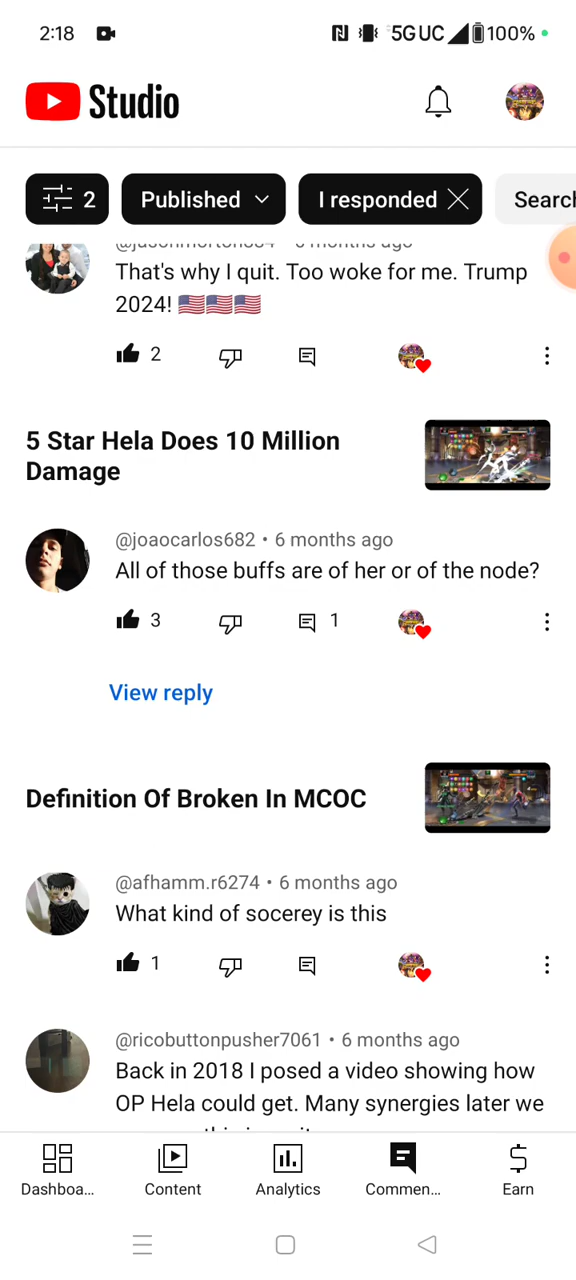 2:18
5G UC
100%
Studio
2
Published
I responded
Search
6 months ago
That's why I quit. Too woke for me. Trump
2024! 🇺🇸🇺🇸🇺🇸
2
5 Star Hela Does 10 Million
Damage
@joaocarlos682 • 6 months ago
All of those buffs are of her or of the node?
3
1
View reply
Definition Of Broken In MCOC
@afhamm.r6274 • 6 months ago
What kind of socerey is this
1
@ricobuttonpusher7061 • 6 months ago
Back in 2018 I posed a video showing how
OP Hela could get. Many synergies later we
Dashboa...
Content
Analytics
Commen...
Earn